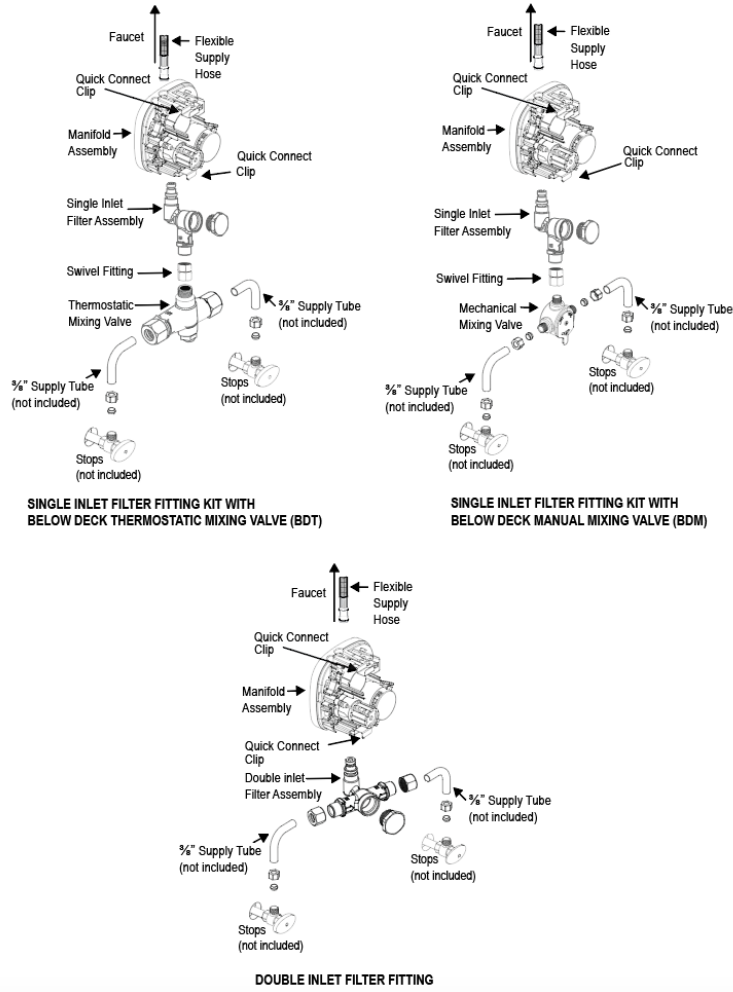 Faucet
Flexible
Supply
Hose
Quick Connect
Clip
Manifold
Assembly
Quick Connect
Clip
Single Inlet
Filter Assembly
Swivel Fitting
Thermostatic
Mixing Valve
⅜" Supply Tube
(not included)
⅜" Supply Tube
(not included)
Stops
(not included)
Stops
(not included)
SINGLE INLET FILTER FITTING KIT WITH
BELOW DECK THERMOSTATIC MIXING VALVE (BDT)
Faucet
Flexible
Supply
Hose
Quick Connect
Clip
Manifold
Assembly
Quick Connect
Clip
Single Inlet
Filter Assembly
Swivel Fitting
Mechanical
Mixing Valve
⅜" Supply Tube
(not included)
Stops
(not included)
⅜" Supply Tube
(not included)
Stops
(not included)
SINGLE INLET FILTER FITTING KIT WITH
BELOW DECK MANUAL MIXING VALVE (BDM)
Faucet
Flexible
Supply
Hose
Quick Connect
Clip
Manifold
Assembly
Quick Connect
Clip
Double inlet
Filter Assembly
⅜" Supply Tube
(not included)
⅜" Supply Tube
(not included)
Stops
(not included)
Stops
(not included)
DOUBLE INLET FILTER FITTING